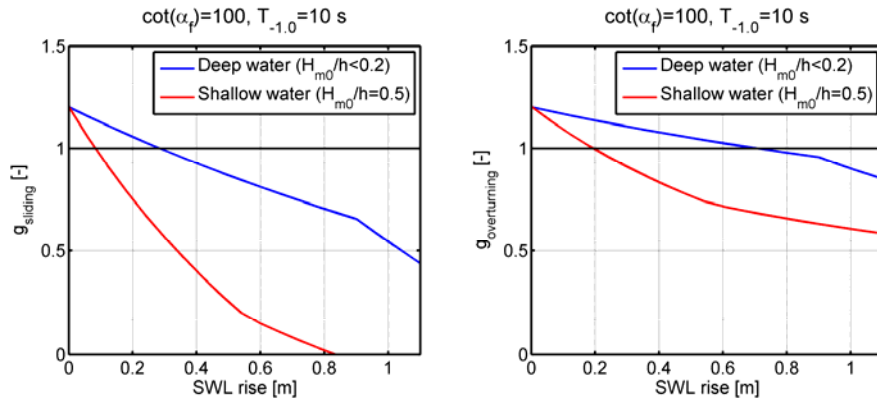 cot(α_f)=100, T_-1.0=10 s
1.5
1
0.5
0
g_sliding [-]
Deep water (H_m0/h<0.2)
Shallow water (H_m0/h=0.5)
0 0.2 0.4 0.6 0.8 1
SWL rise [m]
cot(α_f)=100, T_-1.0=10 s
1.5
1
0.5
0
g_overturning [-]
Deep water (H_m0/h<0.2)
Shallow water (H_m0/h=0.5)
0 0.2 0.4 0.6 0.8 1
SWL rise [m]